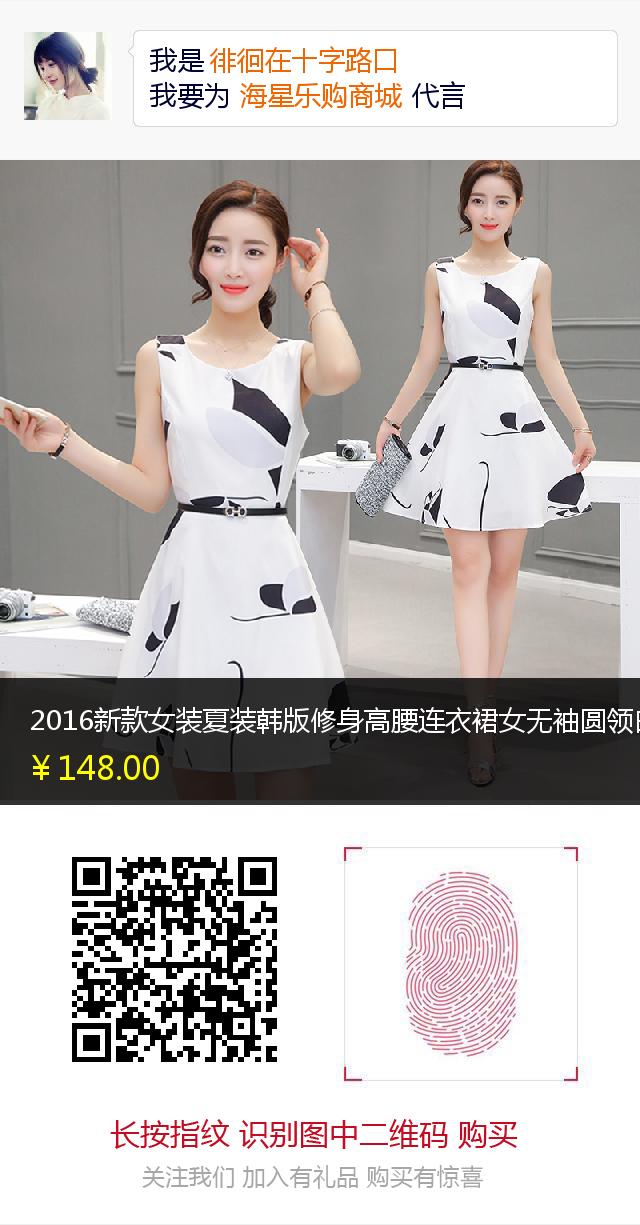 我是 徘徊在十字路口
我要为 海星乐购商城 代言
2016新款女装夏装韩版修身高腰连衣裙女无袖圆领
¥ 148.00
长按指纹 识别图中二维码 购买
关注我们 加入有礼品 购买有惊喜